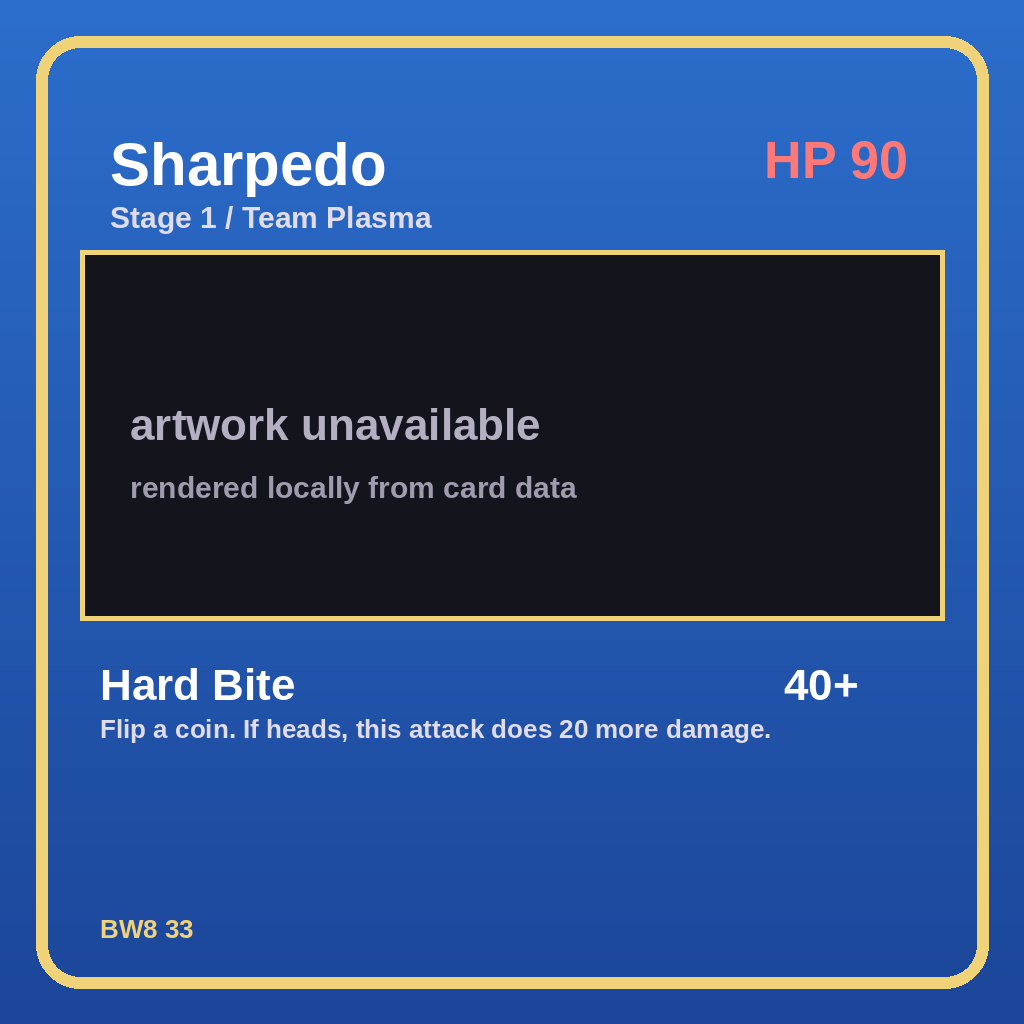 Sharpedo
HP 90
Stage 1 / Team Plasma
artwork unavailable
rendered locally from card data
Hard Bite
40+
Flip a coin. If heads, this attack does 20 more damage.
BW8 33